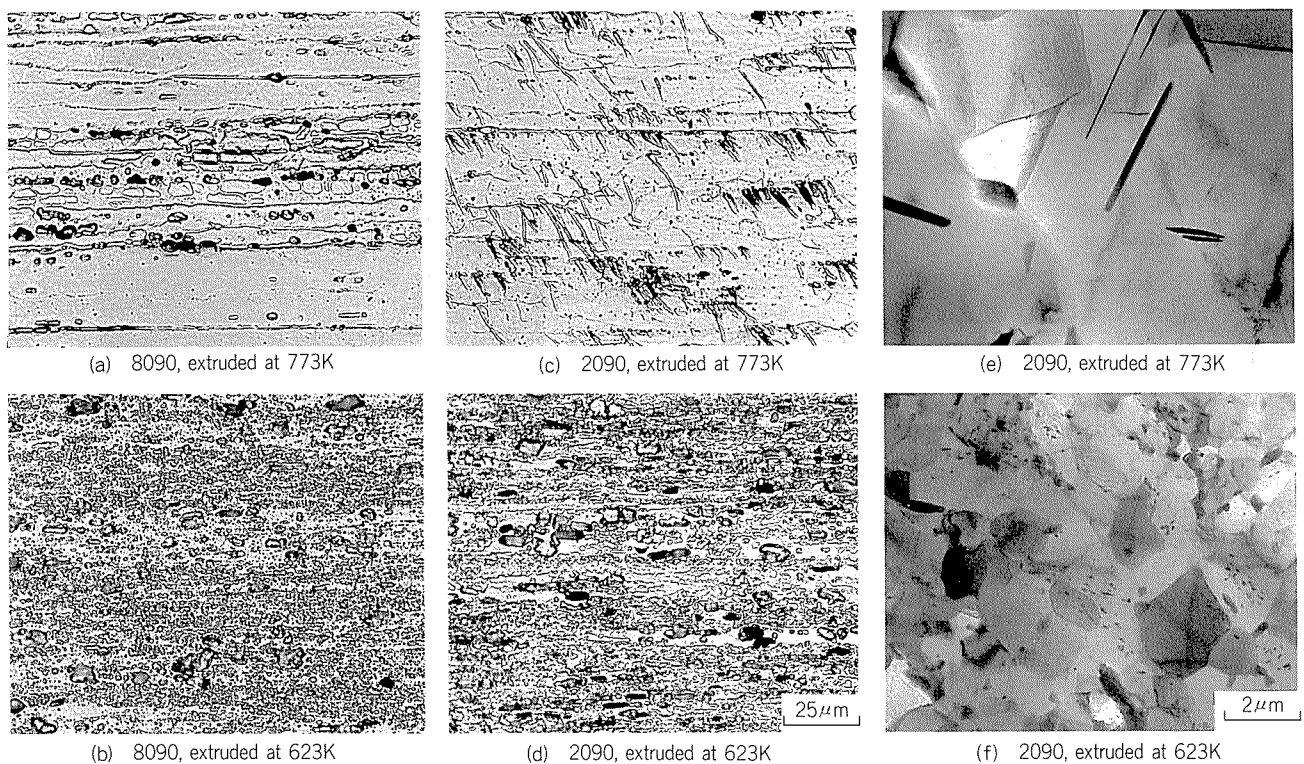 (a) 8090, extruded at 773K
(c) 2090, extruded at 773K
(e) 2090, extruded at 773K
25μm
2μm
(b) 8090, extruded at 623K
(d) 2090, extruded at 623K
(f) 2090, extruded at 623K